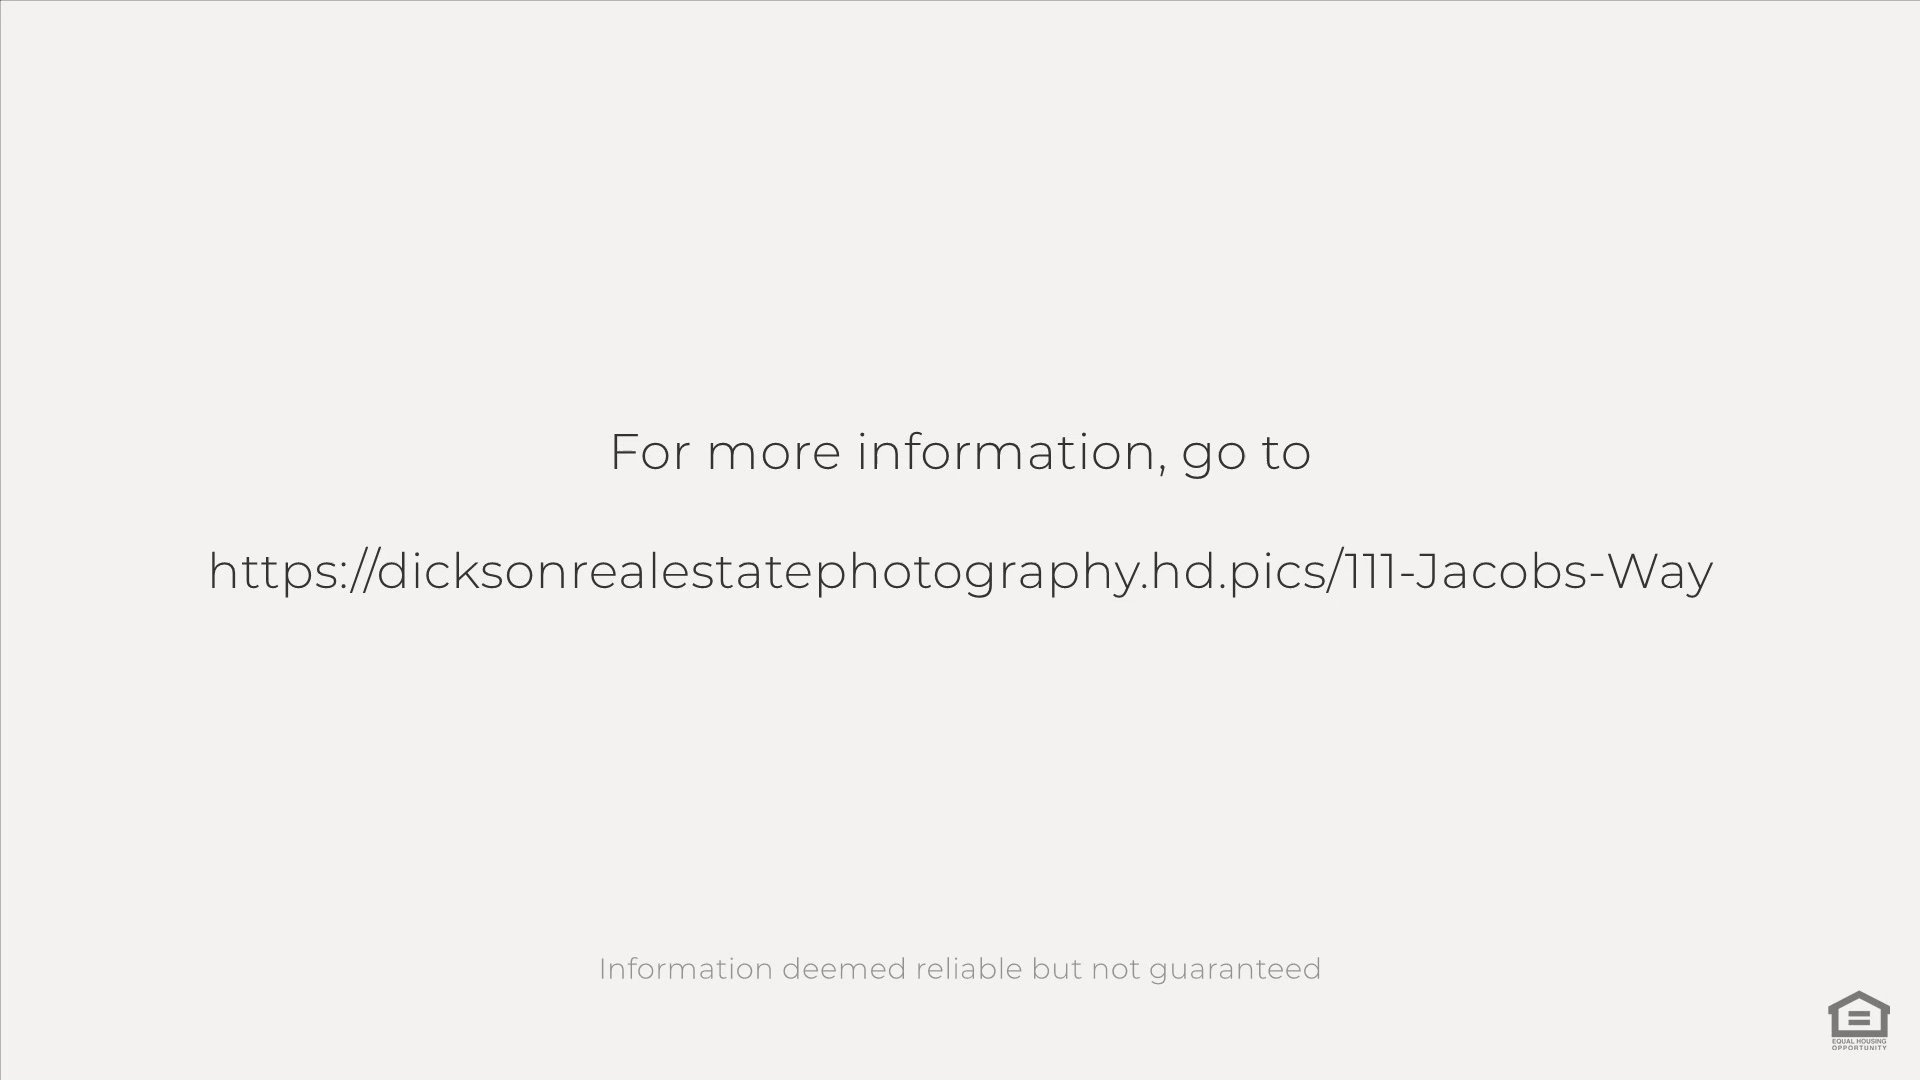 For more information, go to
https://dicksonrealestatephotography.hd.pics/111-Jacobs-Way
Information deemed reliable but not guaranteed
EQUAL HOUSING
OPPORTUNITY